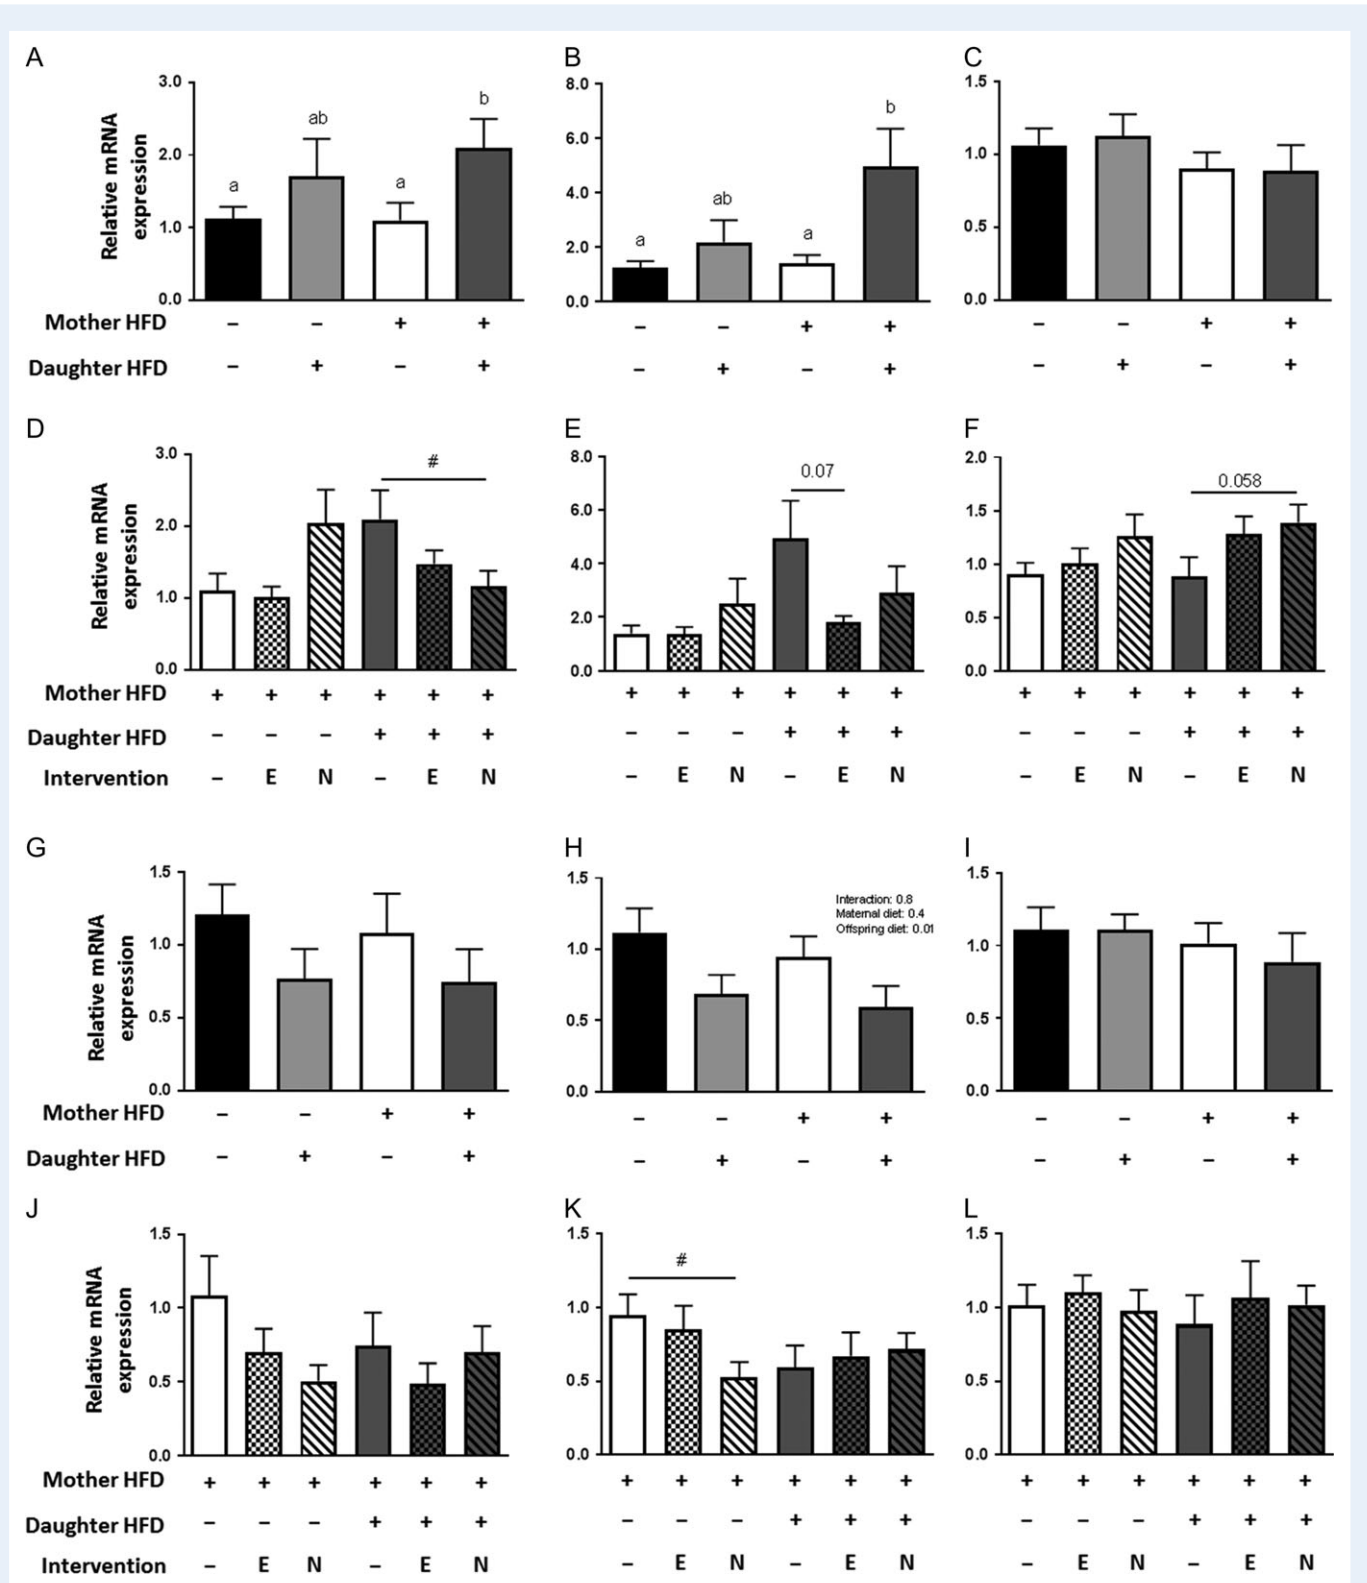 A
B
C
Relative mRNA
expression
3.0
2.0
1.0
0.0
a
ab
a
b
8.0
6.0
4.0
2.0
0.0
a
ab
a
b
1.5
1.0
0.5
0.0
Mother HFD – – + + – – + + – – + +
Daughter HFD – + – + – + – + – + – +
D
E
F
Relative mRNA
expression
3.0
2.0
1.0
0.0
#
8.0
6.0
4.0
2.0
0.0
0.07
2.0
1.5
1.0
0.5
0.0
0.058
Mother HFD + + + + + + + + + + + + + + + + + +
Daughter HFD – – – + + + – – – + + + – – – + + +
Intervention – E N – E N – E N – E N – E N – E N
G
H
I
Relative mRNA
expression
1.5
1.0
0.5
0.0
1.5
1.0
0.5
0.0
Interaction: 0.8
Maternal diet: 0.4
Offspring diet: 0.01
1.5
1.0
0.5
0.0
Mother HFD – – + + – – + + – – + +
Daughter HFD – + – + – + – + – + – +
J
K
L
Relative mRNA
expression
1.5
1.0
0.5
0.0
1.5
1.0
0.5
0.0
#
1.5
1.0
0.5
0.0
Mother HFD + + + + + + + + + + + + + + + + + +
Daughter HFD – – – + + + – – – + + + – – – + + +
Intervention – E N – E N – E N – E N – E N – E N